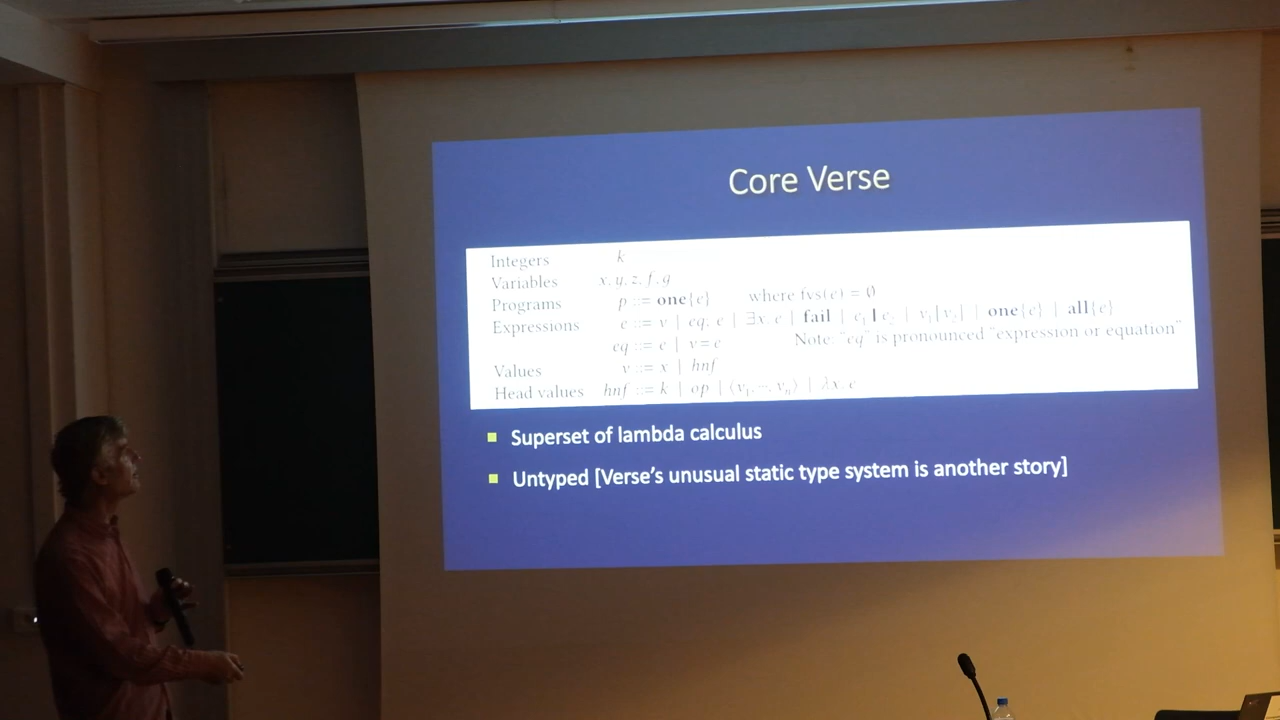 Core Verse
Integers k
Variables x, y, z, f, g
Programs p ::= one{e} where fvs(e) = ∅
Expressions e ::= v | eq; e | ∃x. e | fail | e₁ ▌ e₂ | v₁[v₂] | one{e} | all{e}
eq ::= e | v = e Note: "eq" is pronounced "expression or equation"
Values v ::= x | hnf
Head values hnf ::= k | op | ⟨v₁, ⋯, vₙ⟩ | λx. e
Superset of lambda calculus
Untyped [Verse's unusual static type system is another story]